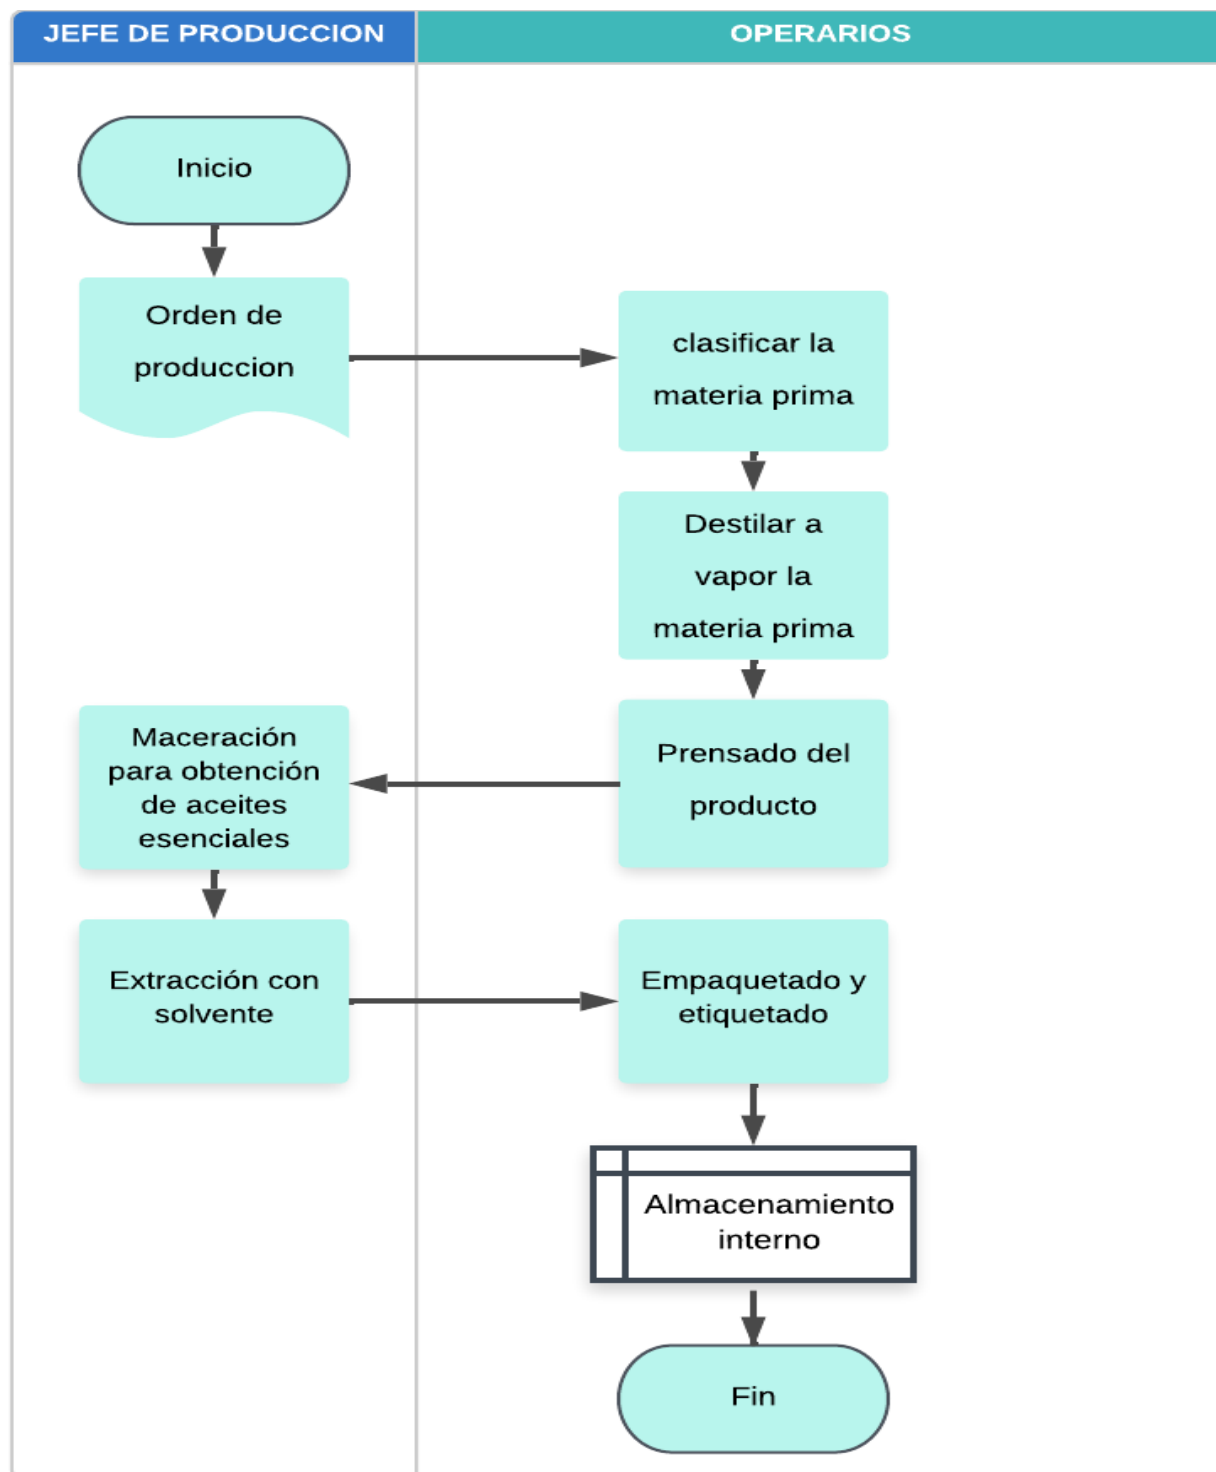 JEFE DE PRODUCCION
OPERARIOS
Inicio
Orden de
produccion
clasificar la
materia prima
Destilar a
vapor la
materia prima
Prensado del
producto
Maceración
para obtención
de aceites
esenciales
Extracción con
solvente
Empaquetado y
etiquetado
Almacenamiento
interno
Fin